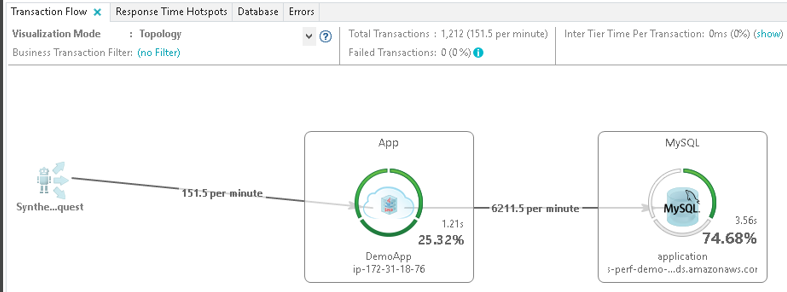 Transaction Flow × Response Time Hotspots Database Errors
Visualization Mode : Topology
Total Transactions : 1,212 (151.5 per minute)
Inter Tier Time Per Transaction: 0ms (0%) (show)
Business Transaction Filter: (no Filter)
Failed Transactions: 0 (0%)
App
MySQL
Synthe...quest
151.5 per minute
1.21s
25.32%
DemoApp
ip-172-31-18-76
6211.5 per minute
MySQL
3.56s
74.68%
application
s-perf-demo-...ds.amazonaws.com